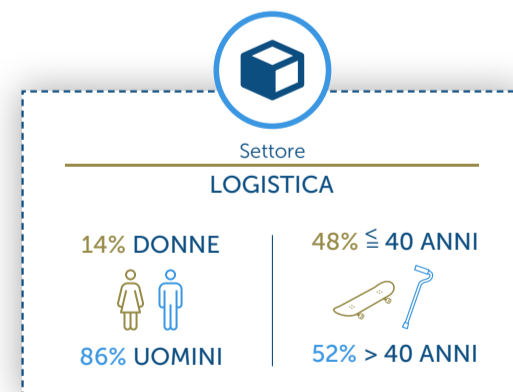 Settore
LOGISTICA
14% DONNE
86% UOMINI
48% ≦ 40 ANNI
52% > 40 ANNI